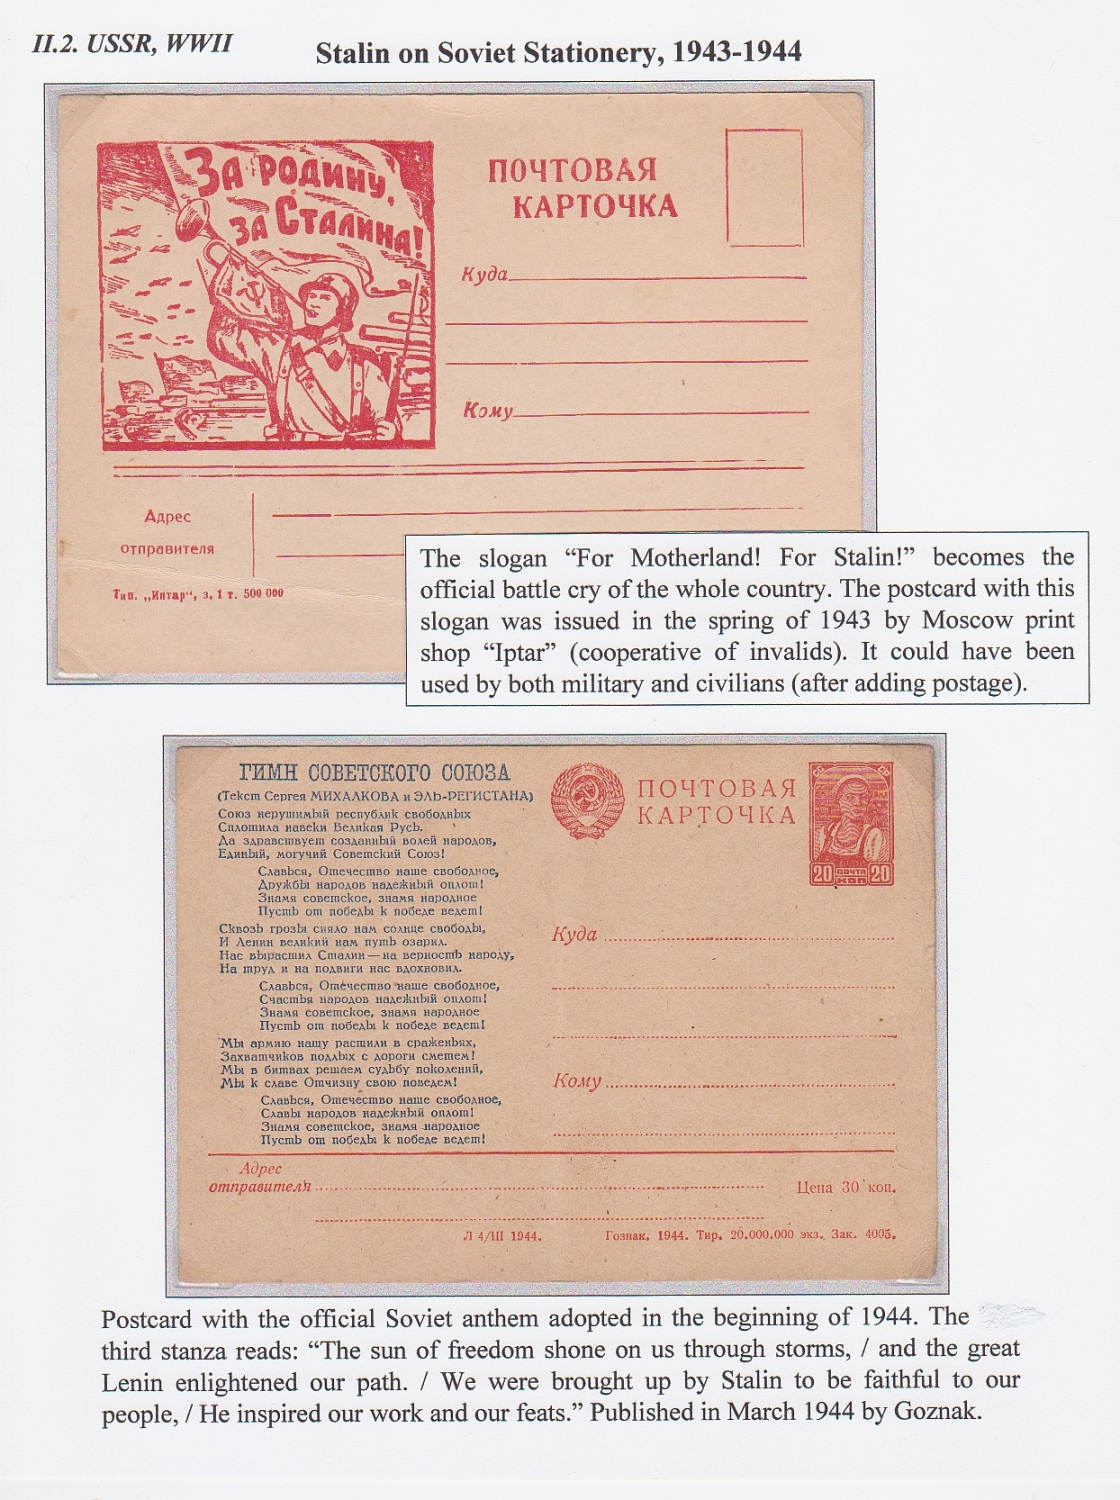 II.2. USSR, WWII
Stalin on Soviet Stationery, 1943-1944
За родину,
за Сталина!
ПОЧТОВАЯ
КАРТОЧКА
Куда
Кому
Адрес
отправителя
Тип. „Иптар“, з. 1 т. 500 000
The slogan “For Motherland! For Stalin!” becomes the
official battle cry of the whole country. The postcard with this
slogan was issued in the spring of 1943 by Moscow print
shop “Iptar” (cooperative of invalids). It could have been
used by both military and civilians (after adding postage).
ГИМН СОВЕТСКОГО СОЮЗА
(Текст Сергея МИХАЛКОВА и ЭЛЬ-РЕГИСТАНА)
Союз нерушимый республик свободных
Сплотила навеки Великая Русь.
Да здравствует созданный волей народов,
Единый, могучий Советский Союз!
Славься, Отечество наше свободное,
Дружбы народов надежный оплот!
Знамя советское, знамя народное
Пусть от победы к победе ведет!
Сквозь грозы сияло нам солнце свободы,
И Ленин великий нам путь озарил.
Нас вырастил Сталин — на верность народу,
На труд и на подвиги нас вдохновил.
Славься, Отечество наше свободное,
Счастья народов надежный оплот!
Знамя советское, знамя народное
Пусть от победы к победе ведет!
Мы армию нашу растили в сраженьях,
Захватчиков подлых с дороги сметем!
Мы в битвах решаем судьбу поколений,
Мы к славе Отчизну свою поведем!
Славься, Отечество наше свободное,
Славы народов надежный оплот!
Знамя советское, знамя народное
Пусть от победы к победе ведет!
ПОЧТОВАЯ
КАРТОЧКА
СС СР
20 ПОЧТА 20
КОП
Куда
Кому
Адрес
отправителя
Цена 30 коп.
Л 4/III 1944.
Гознак, 1944. Тир. 20.000.000 экз. Зак. 4005.
Postcard with the official Soviet anthem adopted in the beginning of 1944. The
third stanza reads: “The sun of freedom shone on us through storms, / and the great
Lenin enlightened our path. / We were brought up by Stalin to be faithful to our
people, / He inspired our work and our feats.” Published in March 1944 by Goznak.